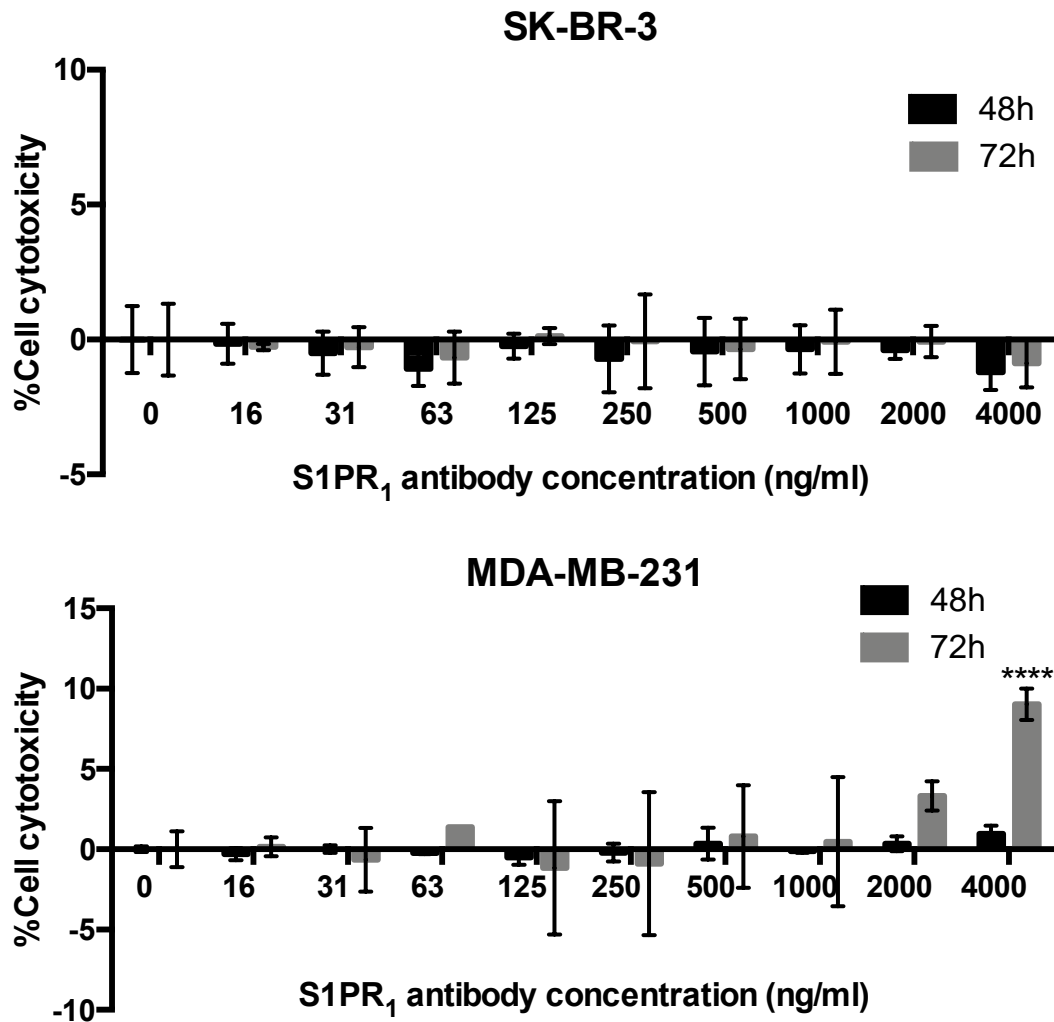 SK-BR-3
10
48h
72h
5
%Cell cytotoxicity
0
0 16 31 63 125 250 500 1000 2000 4000
-5
S1PR1 antibody concentration (ng/ml)
MDA-MB-231
15
48h
72h
10
****
5
%Cell cytotoxicity
0
0 16 31 63 125 250 500 1000 2000 4000
-5
-10
S1PR1 antibody concentration (ng/ml)